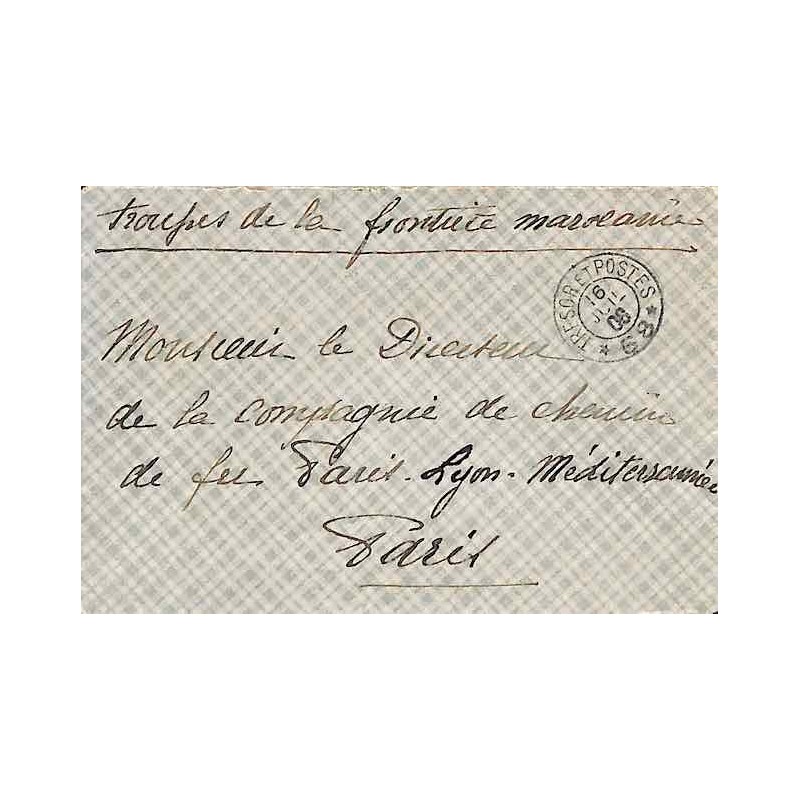 troupes de la frontière marocaine
TRESOR ET POSTES
16
JUIL
08
* 63 *
Monsieur le Directeur
de la compagnie de chemin
de fer Paris-Lyon-Méditerranée
Paris